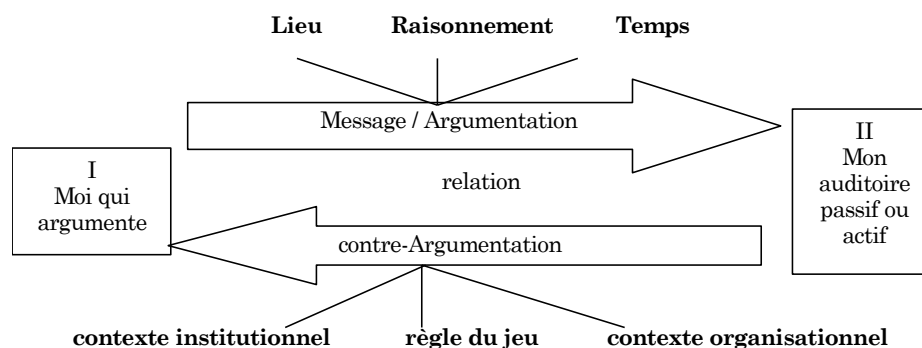 Lieu Raisonnement Temps
Message / Argumentation
I
Moi qui
argumente
relation
II
Mon
auditoire
passif ou
actif
contre-Argumentation
contexte institutionnel règle du jeu contexte organisationnel